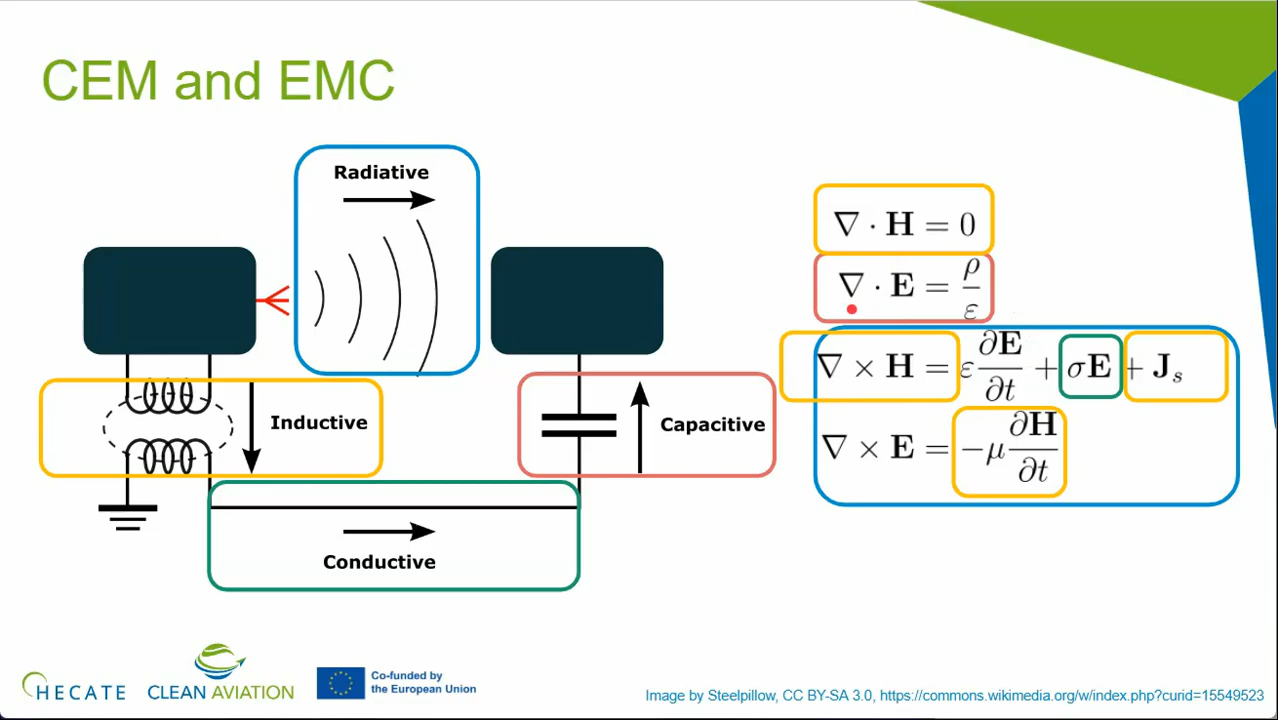 CEM and EMC
Radiative
Inductive
Capacitive
Conductive
∇ · H = 0
∇ · E = ρ/ε
∇ × H = ε ∂E/∂t + σE + Jₛ
∇ × E = −μ ∂H/∂t
HECATE
CLEAN AVIATION
Co-funded by
the European Union
Image by Steelpillow, CC BY-SA 3.0, https://commons.wikimedia.org/w/index.php?curid=15549523